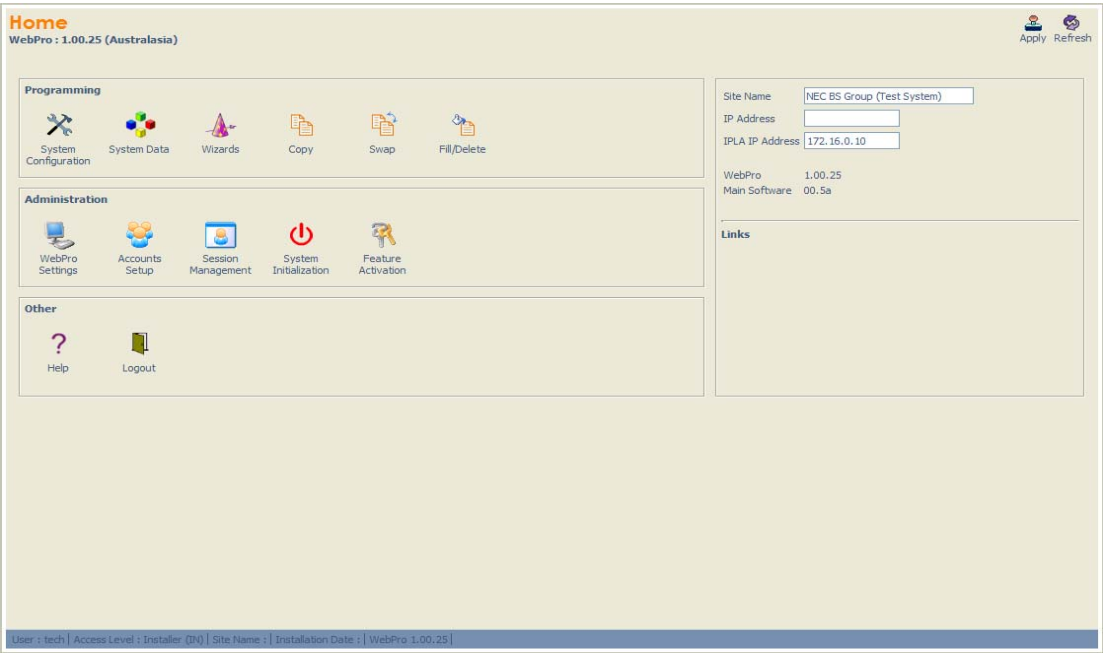 Home
WebPro : 1.00.25 (Australasia)
Apply Refresh
Programming
System Configuration
System Data
Wizards
Copy
Swap
Fill/Delete
Administration
WebPro Settings
Accounts Setup
Session Management
System Initialization
Feature Activation
Other
? 
Help
Logout
Site Name NEC BS Group (Test System)
IP Address
IPLA IP Address 172.16.0.10
WebPro 1.00.25
Main Software 00.5a
Links
User : tech | Access Level : Installer (IN) | Site Name : | Installation Date : | WebPro 1.00.25 |